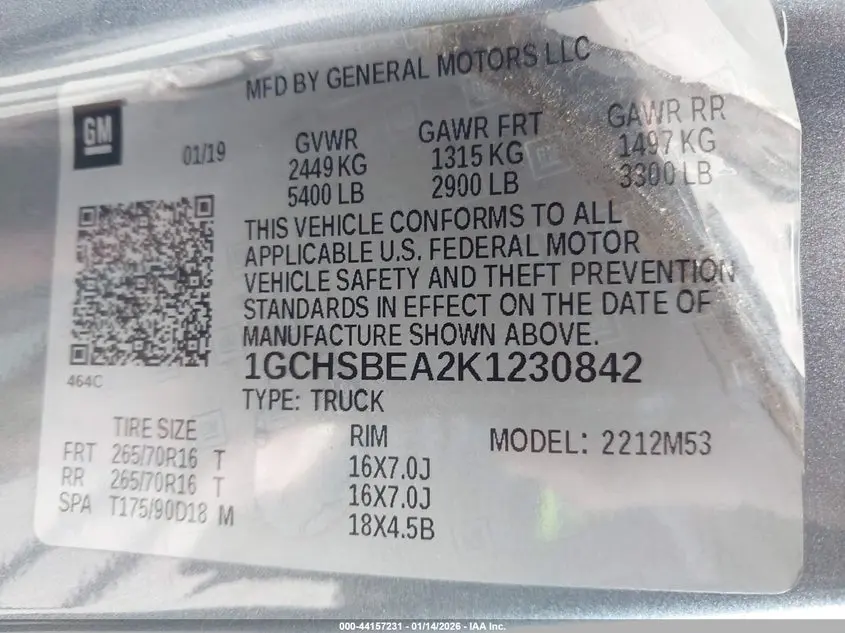 MFD BY GENERAL MOTORS LLC
GM
01/19
GVWR
2449 KG
5400 LB
GAWR FRT
1315 KG
2900 LB
GAWR RR
1497 KG
3300 LB
THIS VEHICLE CONFORMS TO ALL
APPLICABLE U.S. FEDERAL MOTOR
VEHICLE SAFETY AND THEFT PREVENTION
STANDARDS IN EFFECT ON THE DATE OF
MANUFACTURE SHOWN ABOVE.
1GCHSBEA2K1230842
464C
TYPE: TRUCK
MODEL: 2212M53
TIRE SIZE
RIM
FRT 265/70R16 T 16X7.0J
RR 265/70R16 T 16X7.0J
SPA T175/90D18 M 18X4.5B
000-44157231 - 01/14/2026 - IAA Inc.